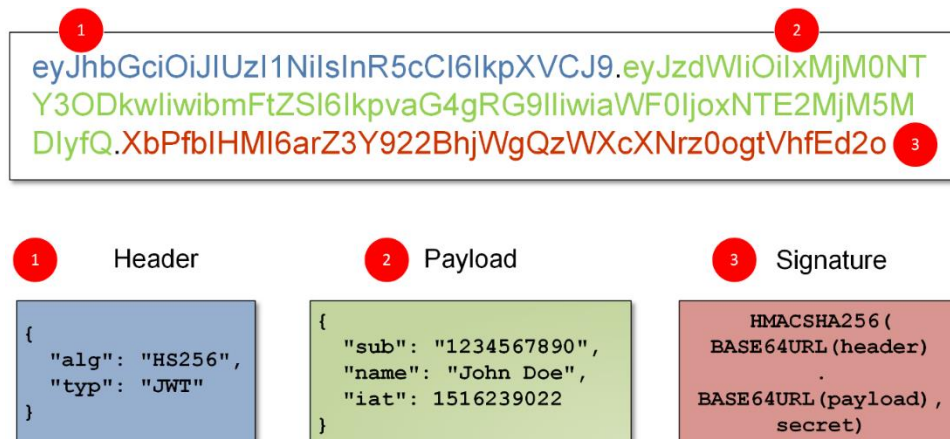 1
2
eyJhbGciOiJIUzI1NiIsInR5cCI6IkpXVCJ9.eyJzdWIiOiIxMjM0NT
Y3ODkwIiwibmFtZSI6IkpvaG4gRG9lIiwiaWF0IjoxNTE2MjM5M
DIyfQ.XbPfbIHMI6arZ3Y922BhjWgQzWXcXNrz0ogtVhfEd2o
3
1
Header
2
Payload
3
Signature
{
"alg": "HS256",
"typ": "JWT"
}
{
"sub": "1234567890",
"name": "John Doe",
"iat": 1516239022
}
HMACSHA256(
BASE64URL(header)
.
BASE64URL(payload),
secret)